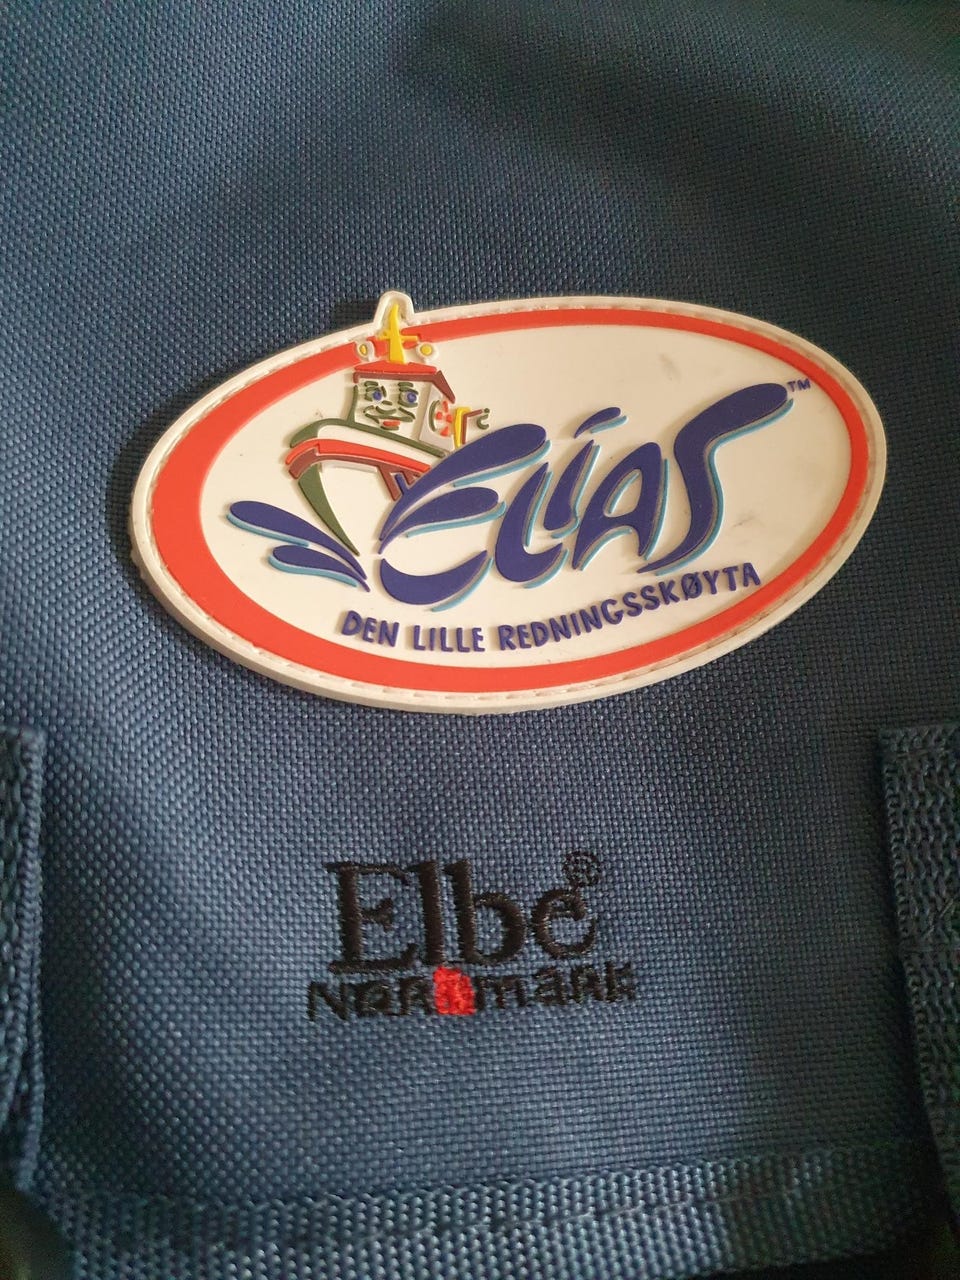 ELIAS™
DEN LILLE REDNINGSSKØYTA
Elbe®
NORDMARK